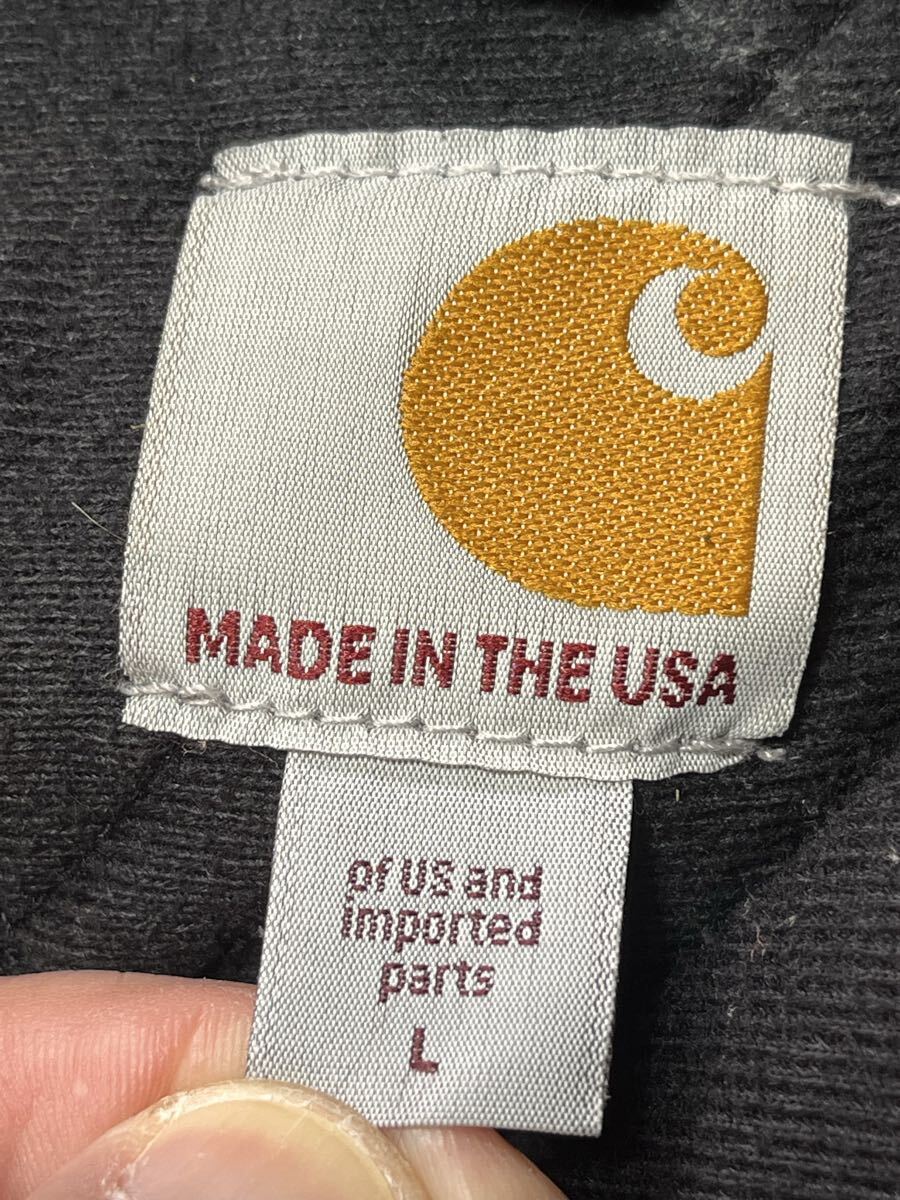 MADE IN THE USA
of US and
imported
parts
L